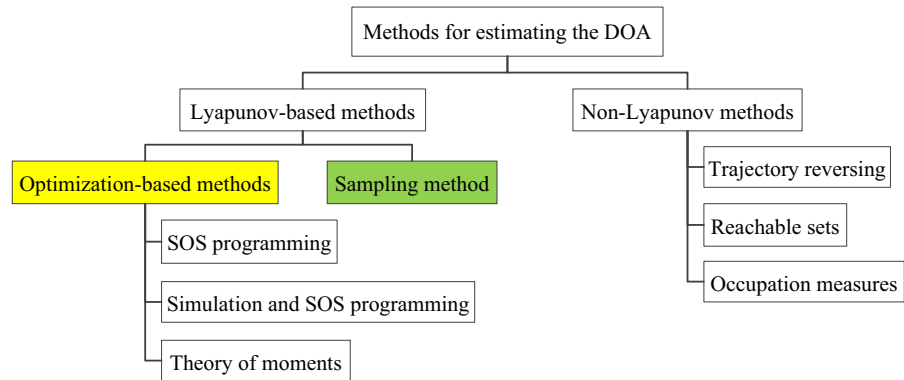 Methods for estimating the DOA
Lyapunov-based methods
Non-Lyapunov methods
Optimization-based methods
Sampling method
Trajectory reversing
SOS programming
Reachable sets
Simulation and SOS programming
Occupation measures
Theory of moments